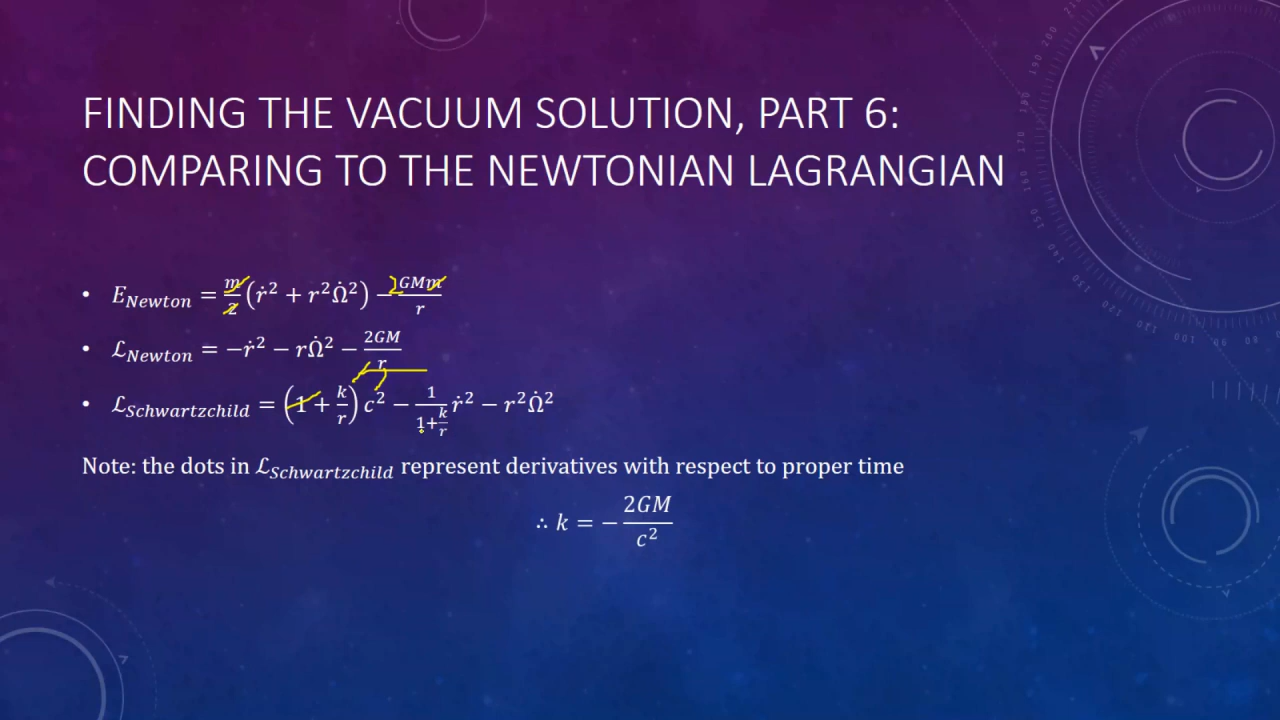 FINDING THE VACUUM SOLUTION, PART 6:
COMPARING TO THE NEWTONIAN LAGRANGIAN
• E_Newton = m/2 (ṙ² + r²Ω̇²) − 2GMm/r
• ℒ_Newton = −ṙ² − rΩ̇² − 2GM/r
• ℒ_Schwartzchild = (1 + k/r) c² − 1/(1+k/r) ṙ² − r²Ω̇²
Note: the dots in ℒ_Schwartzchild represent derivatives with respect to proper time
∴ k = − 2GM/c²